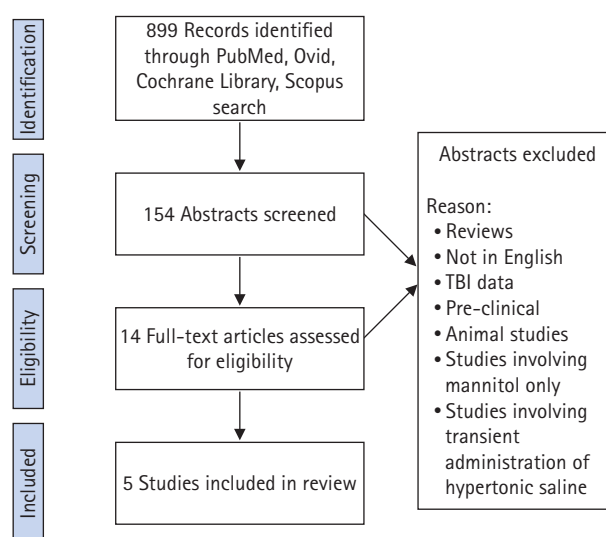 Identification
899 Records identified
through PubMed, Ovid,
Cochrane Library, Scopus
search
Screening
154 Abstracts screened
Eligibility
14 Full-text articles assessed
for eligibility
Included
5 Studies included in review
Abstracts excluded
Reason:
• Reviews
• Not in English
• TBI data
• Pre-clinical
• Animal studies
• Studies involving
mannitol only
• Studies involving
transient
administration of
hypertonic saline